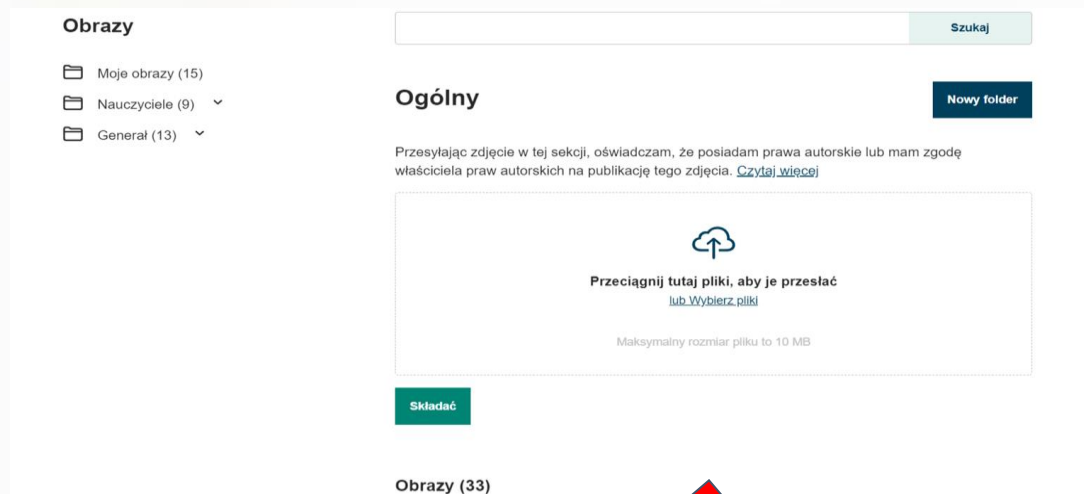 Obrazy
Moje obrazy (15)
Nauczyciele (9)
Generał (13)
Szukaj
Ogólny
Nowy folder
Przesyłając zdjęcie w tej sekcji, oświadczam, że posiadam prawa autorskie lub mam zgodę
właściciela praw autorskich na publikację tego zdjęcia. Czytaj więcej
Przeciągnij tutaj pliki, aby je przesłać
lub Wybierz pliki
Maksymalny rozmiar pliku to 10 MB
Składać
Obrazy (33)